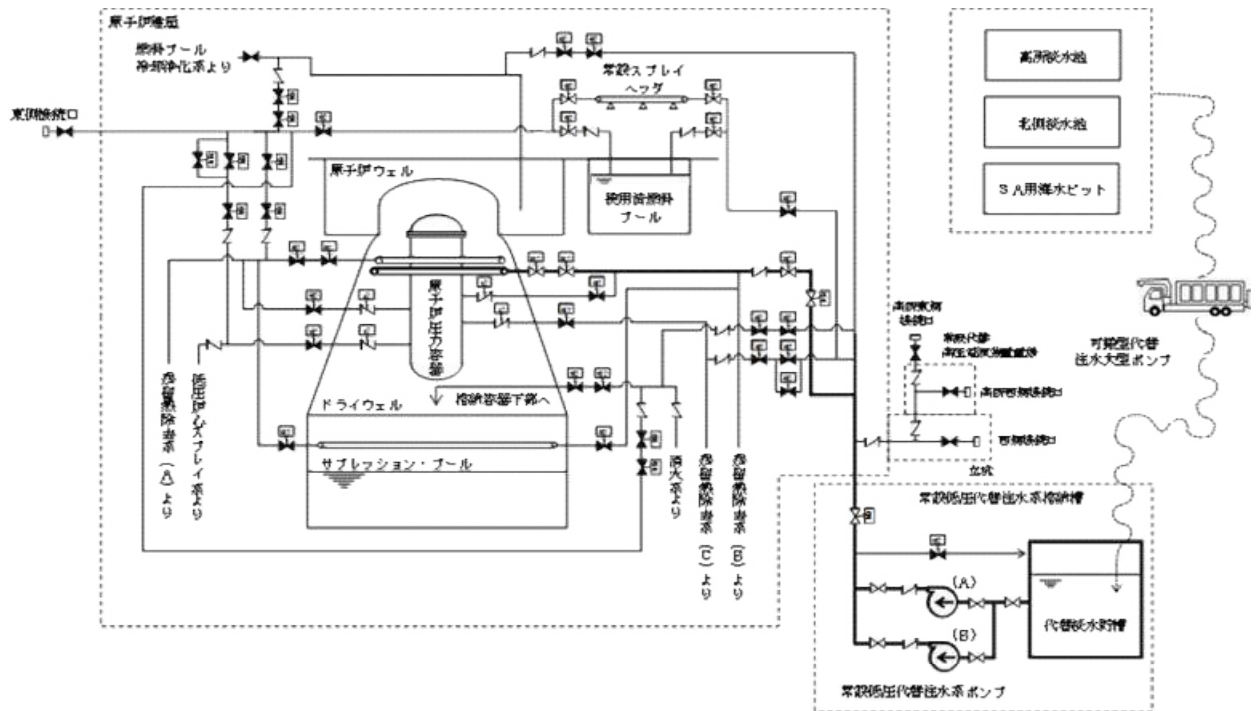 原子炉建屋
燃料プール
冷却浄化系より
東側接続口
常設スプレイ
ヘッダ
原子炉ウェル
使用済燃料
プール
原子炉圧力容器
格納容器下部へ
ドライウェル
サプレッション・プール
残留熱除去系(A)より
低圧炉心スプレイ系より
消火系より
残留熱除去系(C)より
残留熱除去系(B)より
高所淡水池
北側淡水池
SA用海水ピット
可搬型代替
注水大型ポンプ
高所東側
接続口
常設代替
高所西側接続口
西側接続口
立坑
常設低圧代替注水系格納槽
(A)
(B)
代替淡水貯槽
常設低圧代替注水系ポンプ